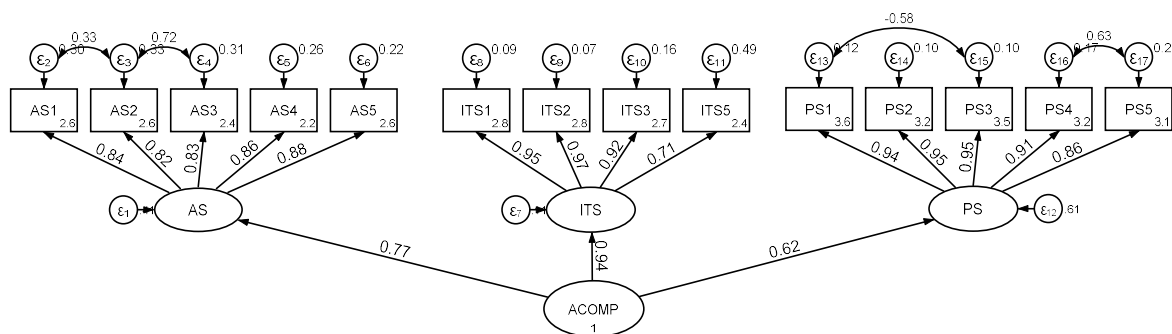 0.33 0.72 -0.58 0.63
ε2 0.30 ε3 0.33 ε4 0.31 ε5 0.26 ε6 0.22 ε8 0.09 ε9 0.07 ε10 0.16 ε11 0.49 ε13 0.12 ε14 0.10 ε15 0.10 ε16 0.17 ε17
AS1 AS2 AS3 AS4 AS5 ITS1 ITS2 ITS3 ITS5 PS1 PS2 PS3 PS4 PS5
2.6 2.6 2.4 2.2 2.6 2.8 2.8 2.7 2.4 3.6 3.2 3.5 3.2 3.1
0.84 0.82 0.83 0.86 0.88 0.95 0.97 0.92 0.71 0.94 0.95 0.95 0.91 0.86
ε1 AS ε7 ITS PS ε12 .61
0.77 0.94 0.62
ACOMP
1